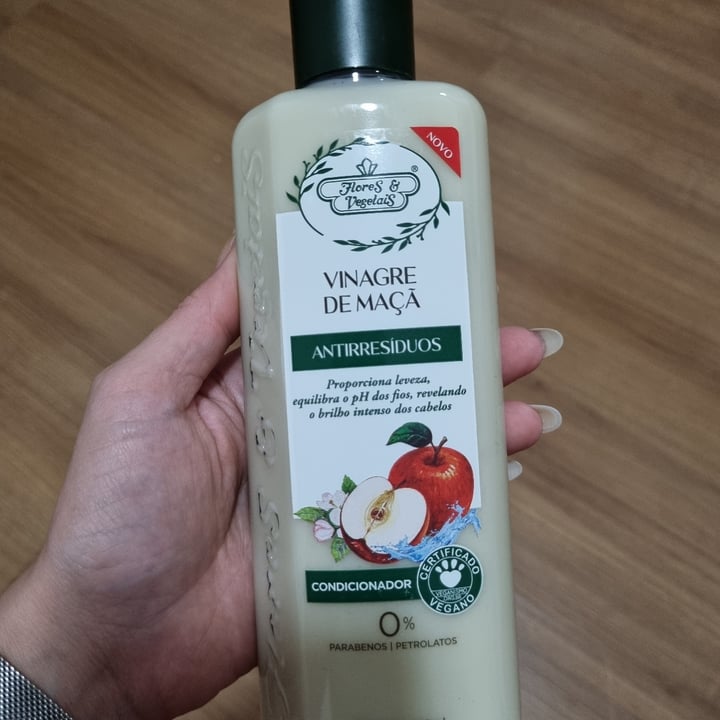 NOVO
Flores &
Vegetais
®
VINAGRE
DE MAÇÃ
ANTIRRESÍDUOS
Proporciona leveza,
equilibra o pH dos fios, revelando
o brilho intenso dos cabelos
CONDICIONADOR
CERTIFICADO
VEGANO
0%
PARABENOS | PETROLATOS